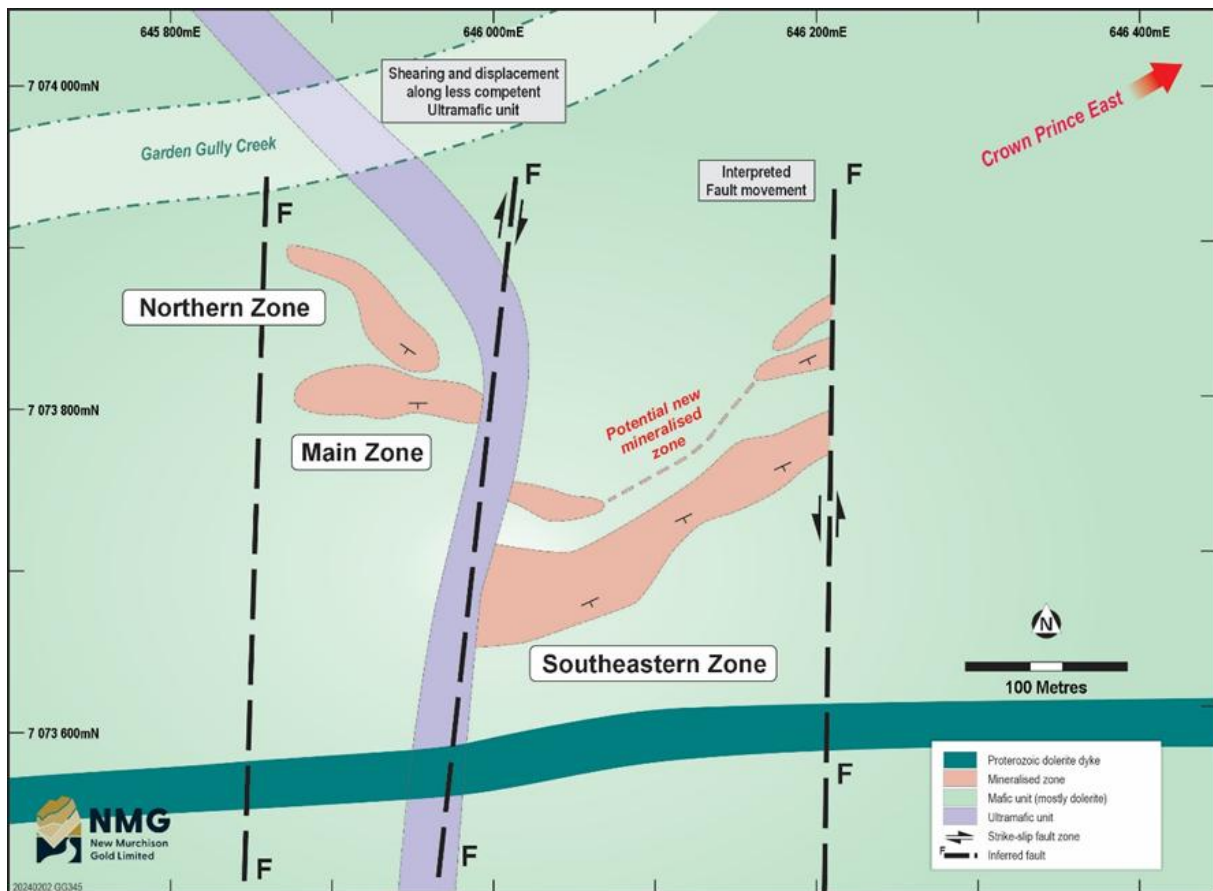 645 800mE
646 000mE
646 200mE
646 400mE
7 074 000mN
Shearing and displacement
along less competent
Ultramafic unit
Crown Prince East
Garden Gully Creek
F
Interpreted
Fault movement
F
F
Northern Zone
7 073 800mN
Potential new
mineralised
zone
Main Zone
Southeastern Zone
N
100 Metres
7 073 600mN
Proterozoic dolerite dyke
Mineralised zone
Mafic unit (mostly dolerite)
Ultramafic unit
Strike-slip fault zone
F
Inferred fault
F
NMG
New Murchison
Gold Limited
F
F
20240202 GG345